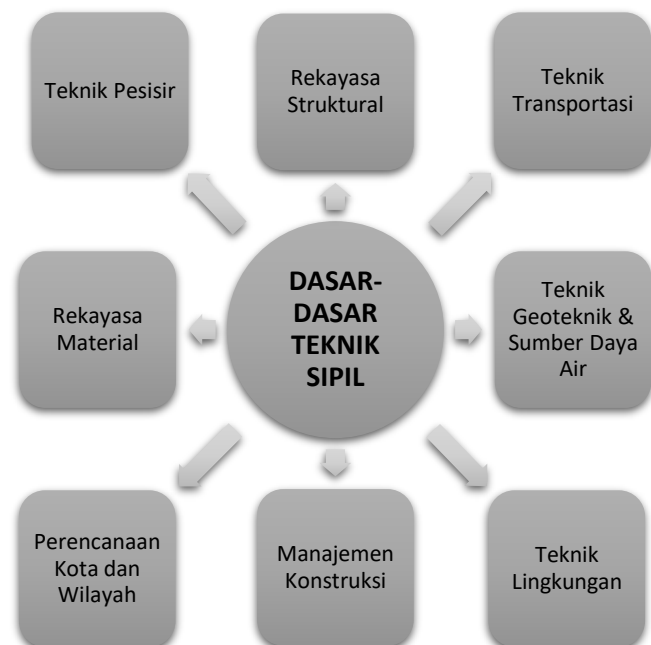 Teknik Pesisir
Rekayasa
Struktural
Teknik
Transportasi
Rekayasa
Material
DASAR-
DASAR
TEKNIK
SIPIL
Teknik
Geoteknik &
Sumber Daya
Air
Perencanaan
Kota dan
Wilayah
Manajemen
Konstruksi
Teknik
Lingkungan